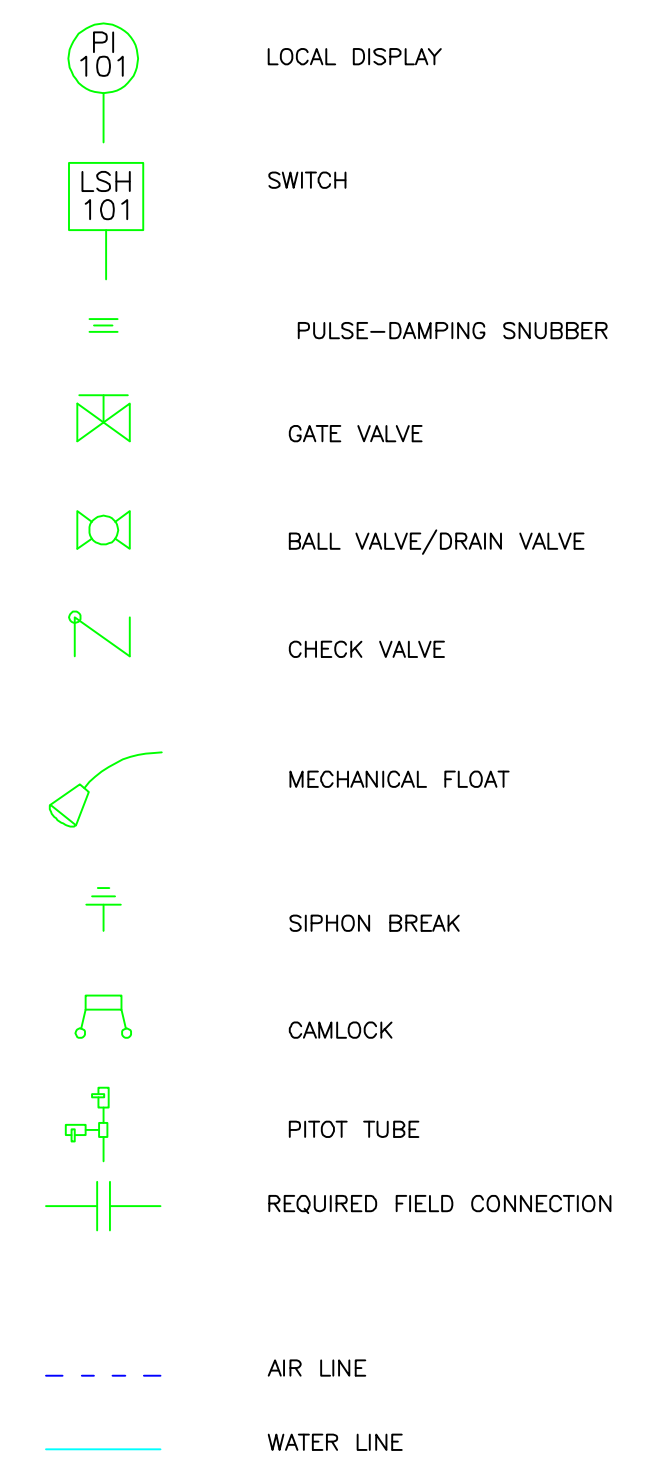 PI
101
LOCAL DISPLAY
LSH
101
SWITCH
PULSE-DAMPING SNUBBER
GATE VALVE
BALL VALVE/DRAIN VALVE
CHECK VALVE
MECHANICAL FLOAT
SIPHON BREAK
CAMLOCK
PITOT TUBE
REQUIRED FIELD CONNECTION
AIR LINE
WATER LINE